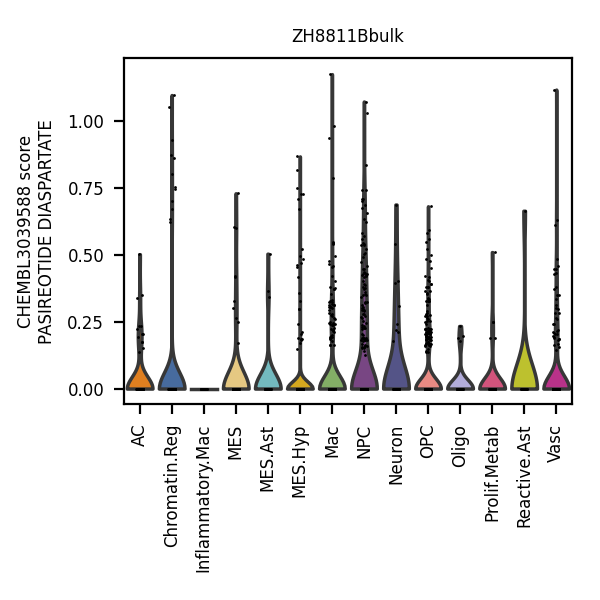 ZH8811Bbulk
CHEMBL3039588 score
PASIREOTIDE DIASPARTATE
1.00
0.75
0.50
0.25
0.00
AC
Chromatin.Reg
Inflammatory.Mac
MES
MES.Ast
MES.Hyp
Mac
NPC
Neuron
OPC
Oligo
Prolif.Metab
Reactive.Ast
Vasc